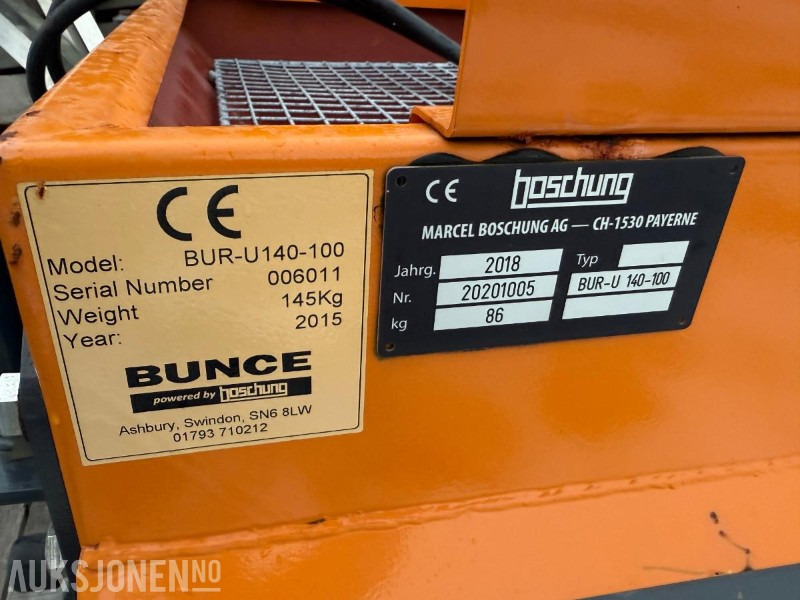 CE
Model: BUR-U140-100
Serial Number 006011
Weight 145Kg
Year: 2015
BUNCE
powered by boschung
Ashbury, Swindon, SN6 8LW
01793 710212
CE boschung
MARCEL BOSCHUNG AG — CH-1530 PAYERNE
Jahrg. 2018 Typ
Nr. 20201005 BUR-U 140-100
kg 86
AUKSJONEN.NO